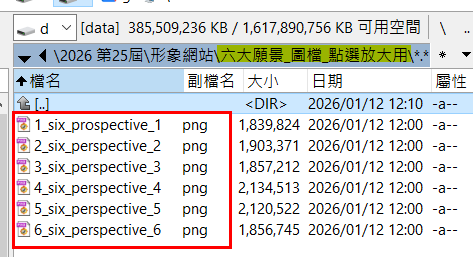 d [data] 385,509,236 KB / 1,617,890,756 KB 可用空間 \ ..
\2026 第25屆\形象網站\六大願景_圖檔_點選放大用\*.* *
檔名 副檔名 大小 日期 屬性
[..] <DIR> 2026/01/12 12:10 -a--
1_six_prospective_1 png 1,839,824 2026/01/12 12:00 -a--
2_six_perspective_2 png 1,903,371 2026/01/12 12:00 -a--
3_six_perspective_3 png 1,857,212 2026/01/12 12:00 -a--
4_six_perspective_4 png 2,134,513 2026/01/12 12:00 -a--
5_six_perspective_5 png 2,120,522 2026/01/12 12:00 -a--
6_six_perspective_6 png 1,856,745 2026/01/12 12:00 -a--